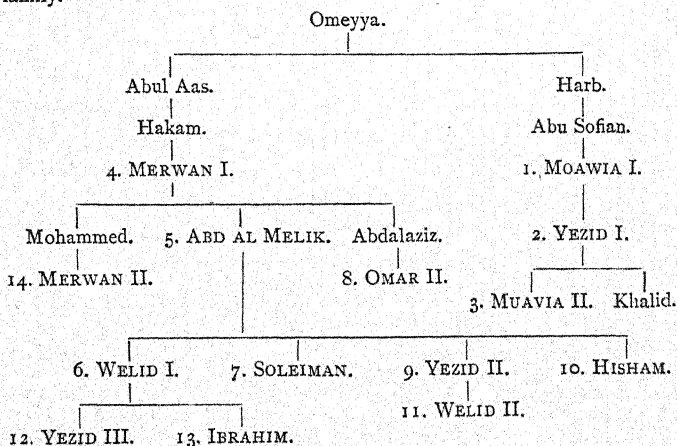 family.
Omeyya.
Abul Aas. Harb.
Hakam. Abu Sofian.
4. MERWAN I. 1. MOAWIA I.
Mohammed. 5. ABD AL MELIK. Abdalaziz. 2. YEZID I.
14. MERWAN II. 8. OMAR II.
3. MUAVIA II. Khalid.
6. WELID I. 7. SOLEIMAN. 9. YEZID II. 10. HISHAM.
11. WELID II.
12. YEZID III. 13. IBRAHIM.